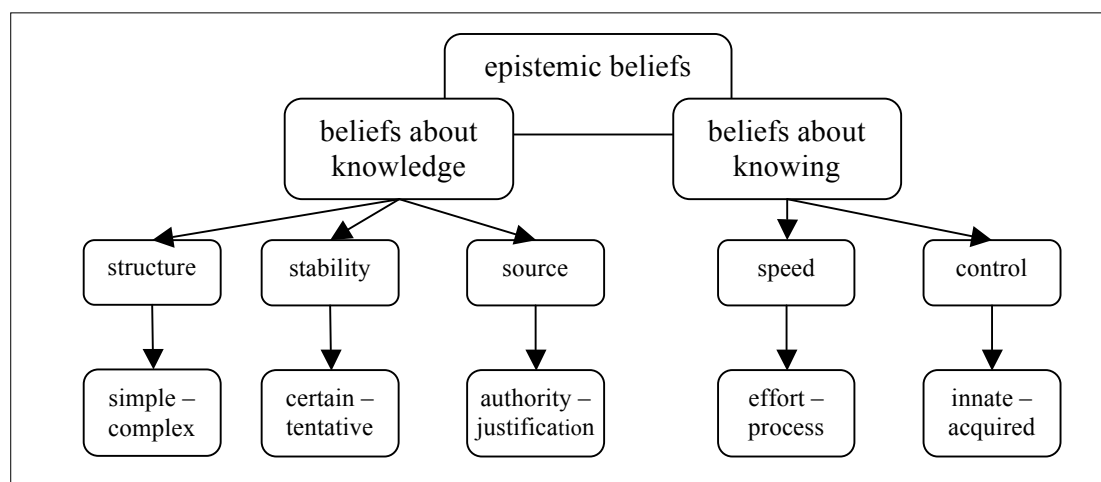 epistemic beliefs
beliefs about
knowledge
beliefs about
knowing
structure
stability
source
speed
control
simple –
complex
certain –
tentative
authority –
justification
effort –
process
innate –
acquired